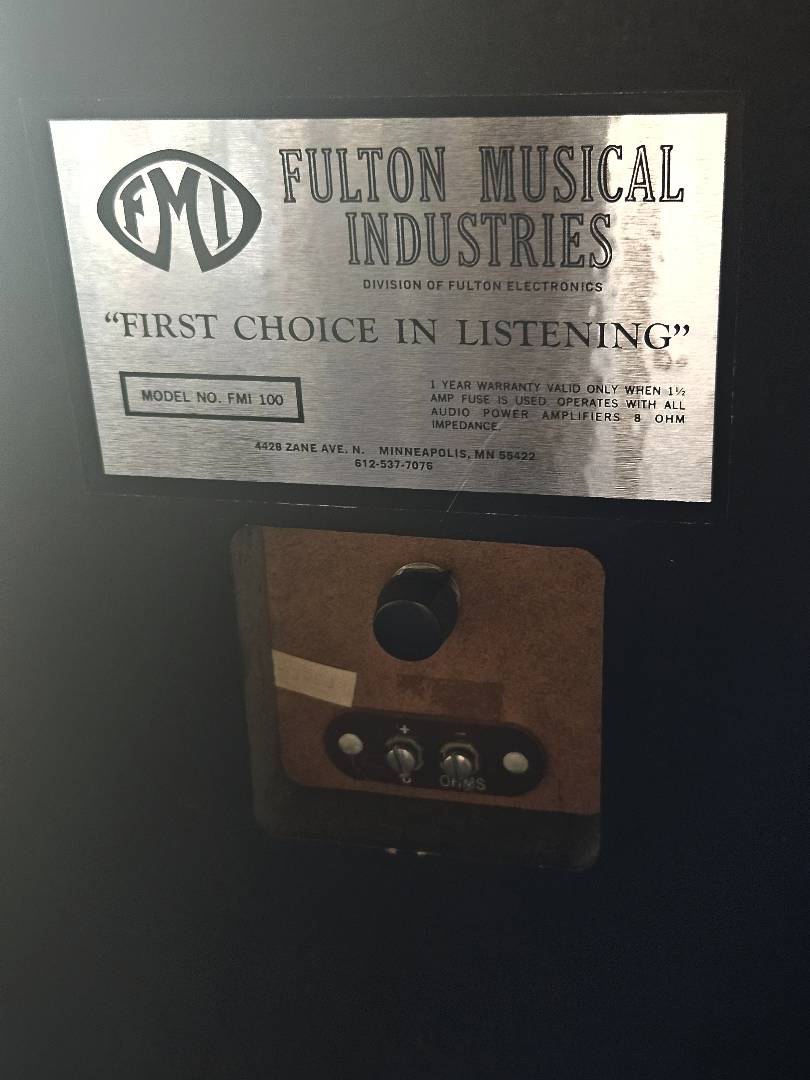 FMI
FULTON MUSICAL
INDUSTRIES
DIVISION OF FULTON ELECTRONICS
“FIRST CHOICE IN LISTENING”
MODEL NO. FMI 100
1 YEAR WARRANTY VALID ONLY WHEN 1½
AMP FUSE IS USED. OPERATES WITH ALL
AUDIO POWER AMPLIFIERS 8 OHM
IMPEDANCE.
4428 ZANE AVE. N. MINNEAPOLIS, MN 55422
612-537-7076
+ -
OHMS